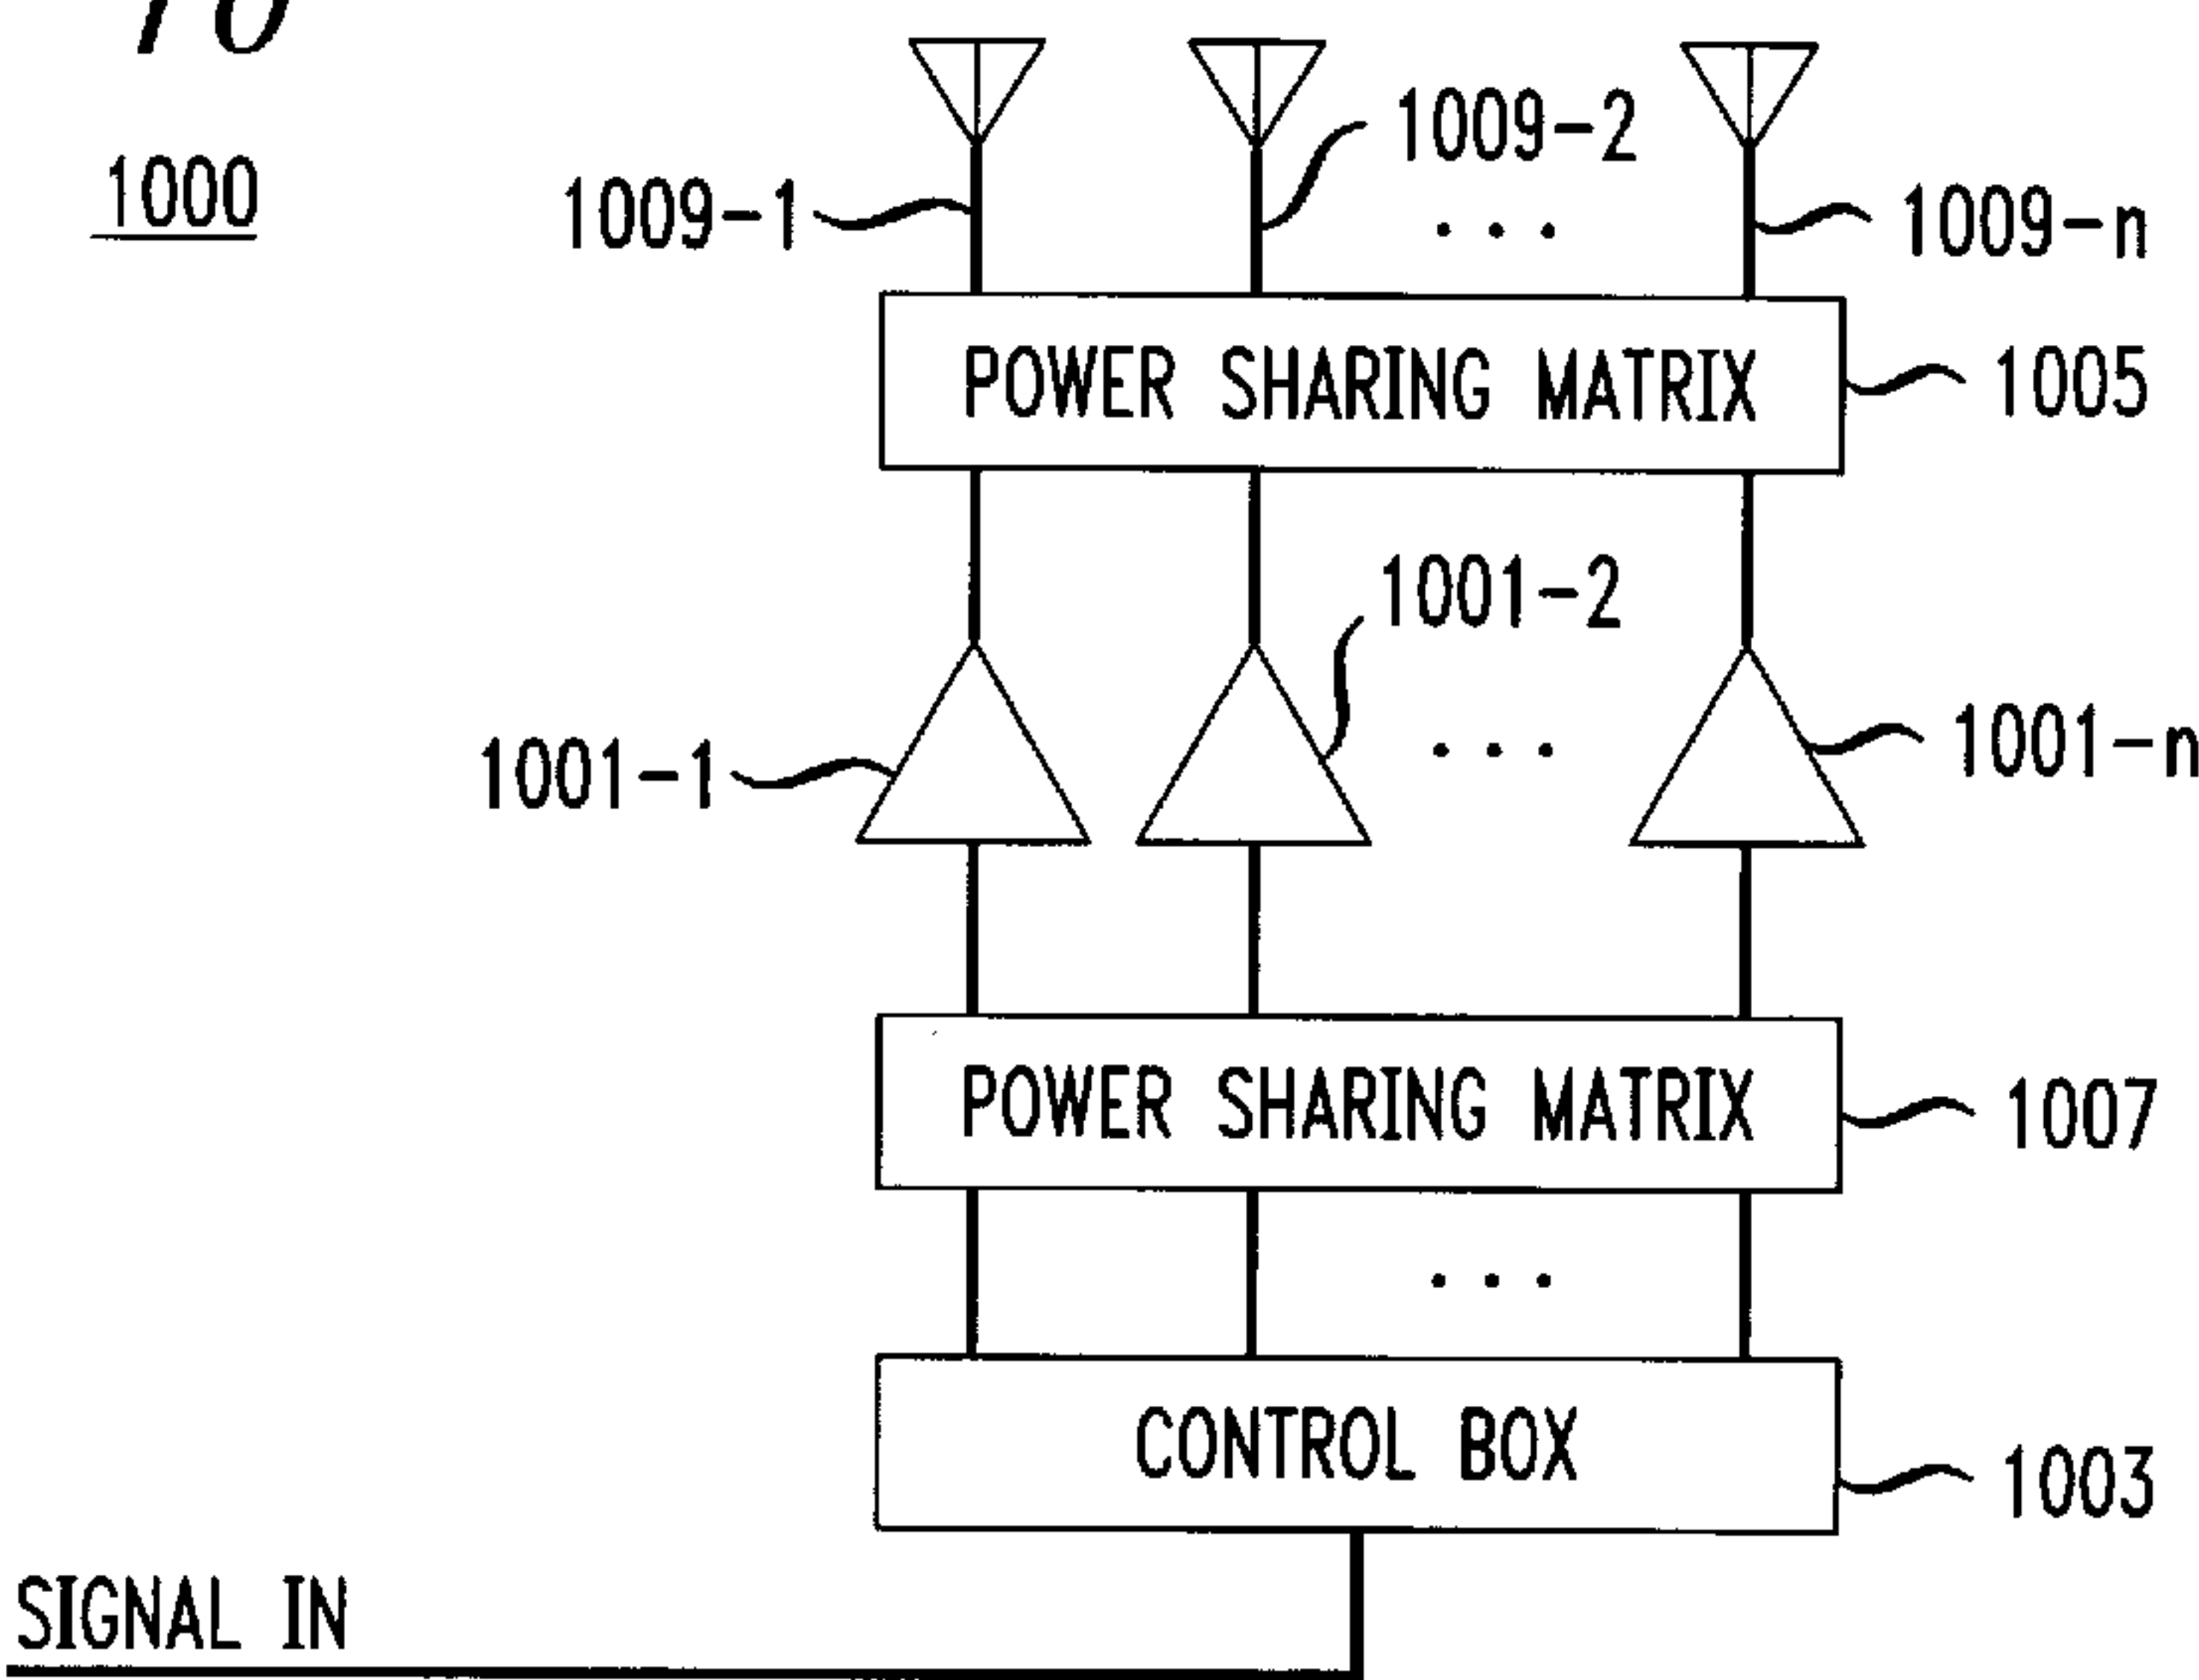 10
1000
1009-1
1009-2
. . .
1009-n
POWER SHARING MATRIX
1005
1001-1
1001-2
. . .
1001-n
POWER SHARING MATRIX
1007
. . .
CONTROL BOX
1003
SIGNAL IN